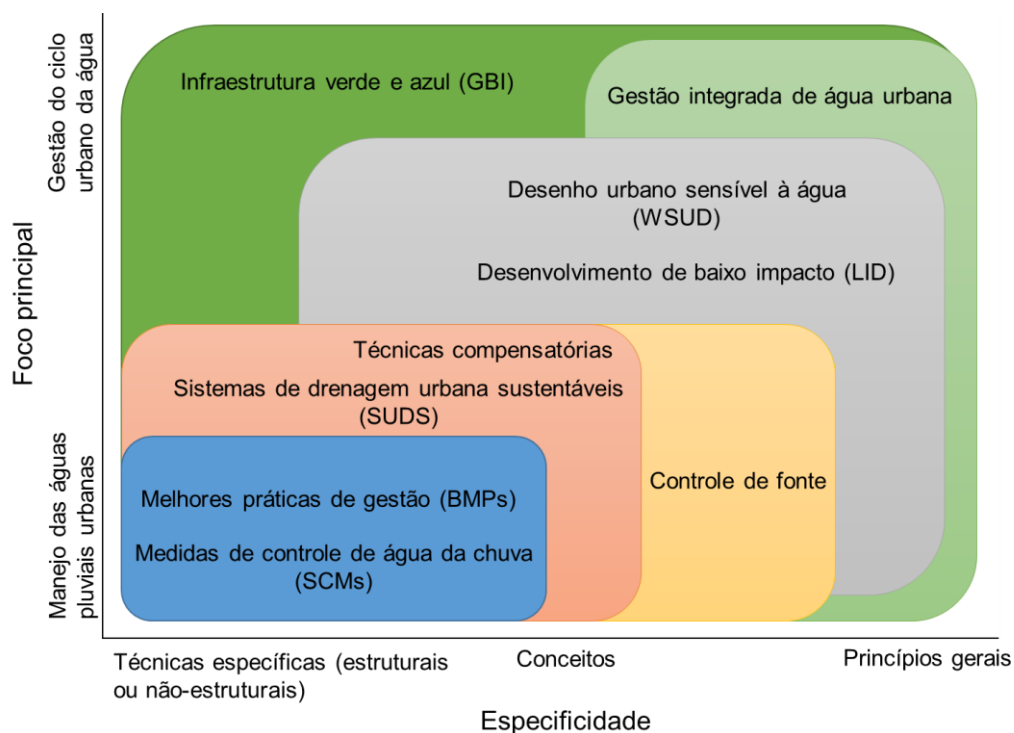 Gestão do ciclo
urbano da água
Foco principal
Manejo das águas
pluviais urbanas
Infraestrutura verde e azul (GBI)
Gestão integrada de água urbana
Desenho urbano sensível à água
(WSUD)
Desenvolvimento de baixo impacto (LID)
Técnicas compensatórias
Sistemas de drenagem urbana sustentáveis
(SUDS)
Controle de fonte
Melhores práticas de gestão (BMPs)
Medidas de controle de água da chuva
(SCMs)
Técnicas específicas (estruturais
ou não-estruturais)
Conceitos
Princípios gerais
Especificidade